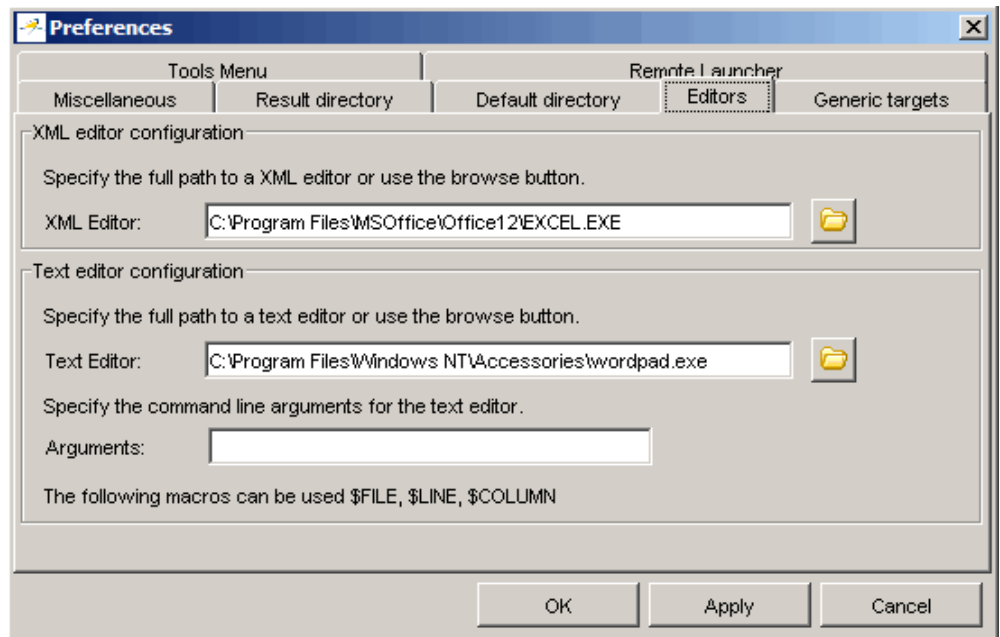 Preferences
Tools Menu Remote Launcher
Miscellaneous Result directory Default directory Editors Generic targets
XML editor configuration
Specify the full path to a XML editor or use the browse button.
XML Editor: C:\Program Files\MSOffice\Office12\EXCEL.EXE
Text editor configuration
Specify the full path to a text editor or use the browse button.
Text Editor: C:\Program Files\Windows NT\Accessories\wordpad.exe
Specify the command line arguments for the text editor.
Arguments:
The following macros can be used $FILE, $LINE, $COLUMN
OK Apply Cancel